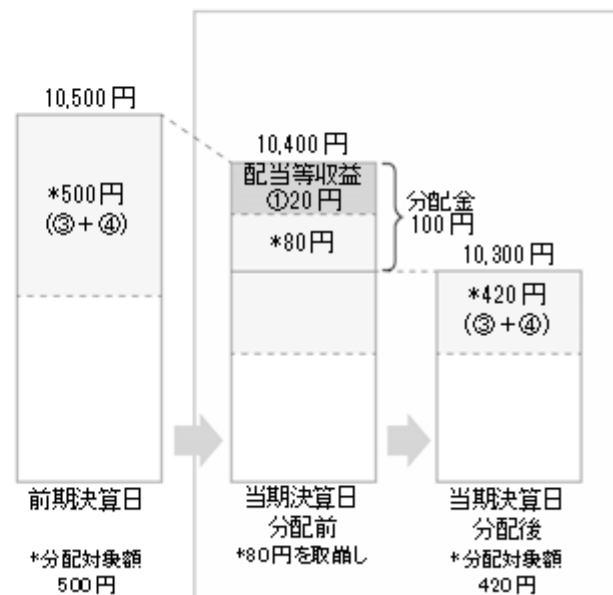 10,500円
*500円
(③+④)
前期決算日
*分配対象額
500円
10,400円
配当等収益
①20円
*80円
分配金
100円
当期決算日
分配前
*80円を取崩し
10,300円
*420円
(③+④)
当期決算日
分配後
*分配対象額
420円